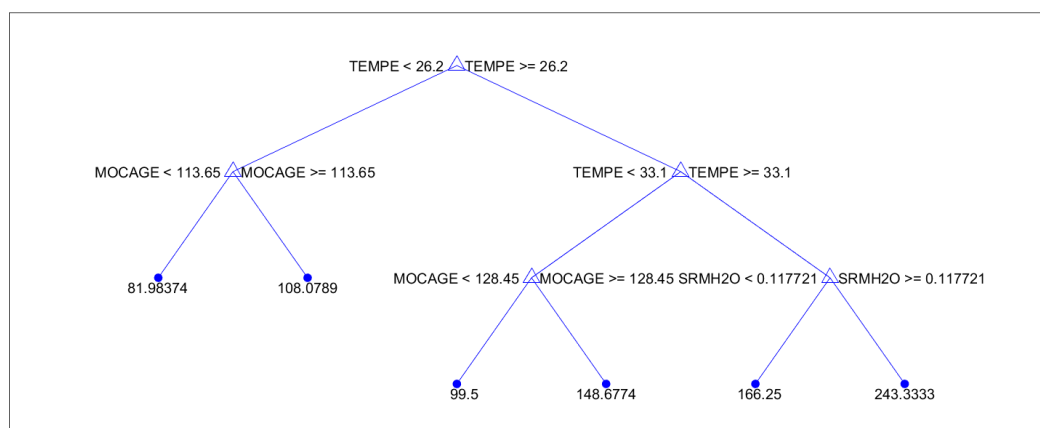 TEMPE < 26.2 TEMPE >= 26.2
MOCAGE < 113.65 MOCAGE >= 113.65 TEMPE < 33.1 TEMPE >= 33.1
MOCAGE < 128.45 MOCAGE >= 128.45 SRMH2O < 0.117721 SRMH2O >= 0.117721
81.98374 108.0789
99.5 148.6774 166.25 243.3333